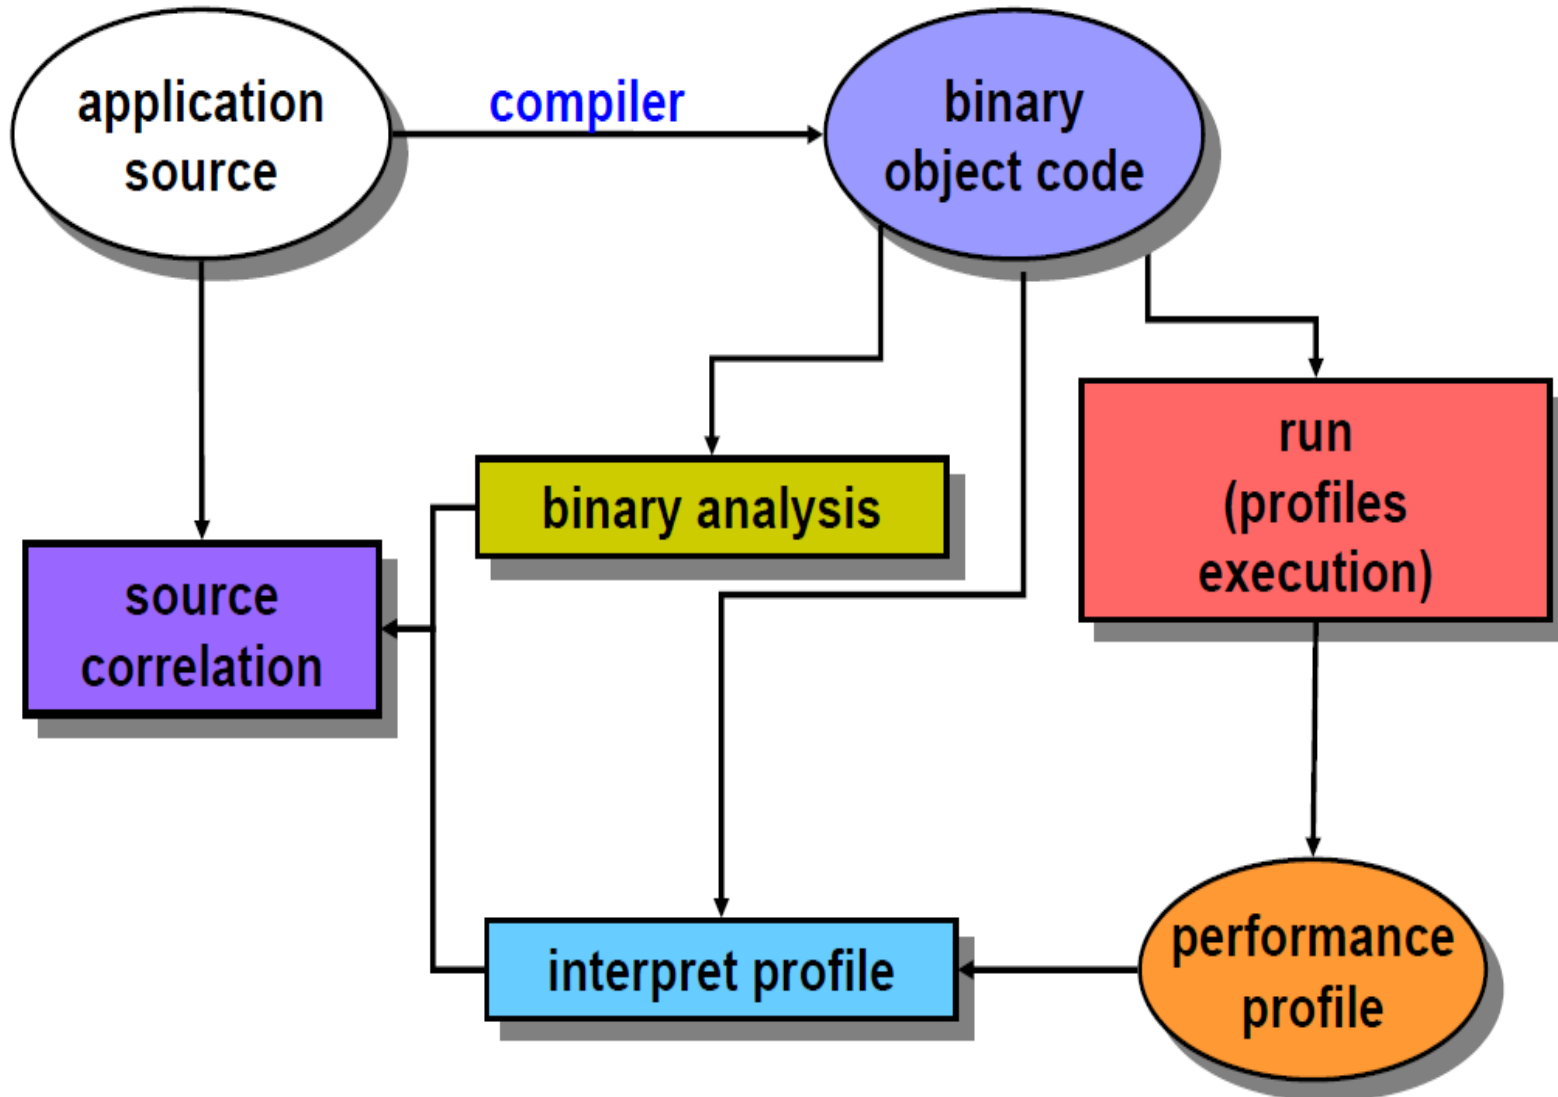 application
source
compiler
binary
object code
run
(profiles
execution)
binary analysis
source
correlation
interpret profile
performance
profile